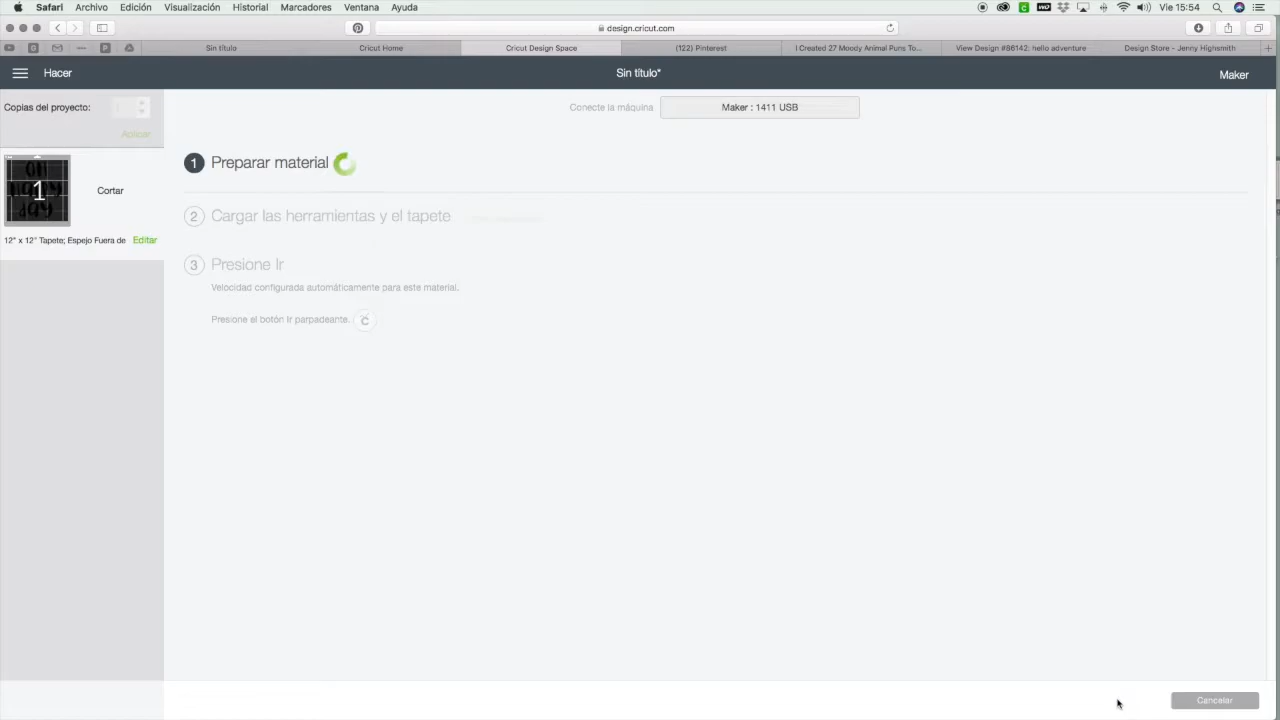 Safari Archivo Edición Visualización Historial Marcadores Ventana Ayuda Vie 15:54
design.cricut.com
Sin título Cricut Home Cricut Design Space (122) Pinterest I Created 27 Moody Animal Puns To... View Design #86142: hello adventure Design Store - Jenny Highsmith
Hacer Sin título* Maker
Copias del proyecto: 1
Conecte la máquina Maker : 1411 USB
Aplicar
1 Preparar material
1 Cortar
2 Cargar las herramientas y el tapete
12" x 12" Tapete; Espejo Fuera de Editar
3 Presione Ir
Velocidad configurada automáticamente para este material.
Presione el botón Ir parpadeante.
Cancelar